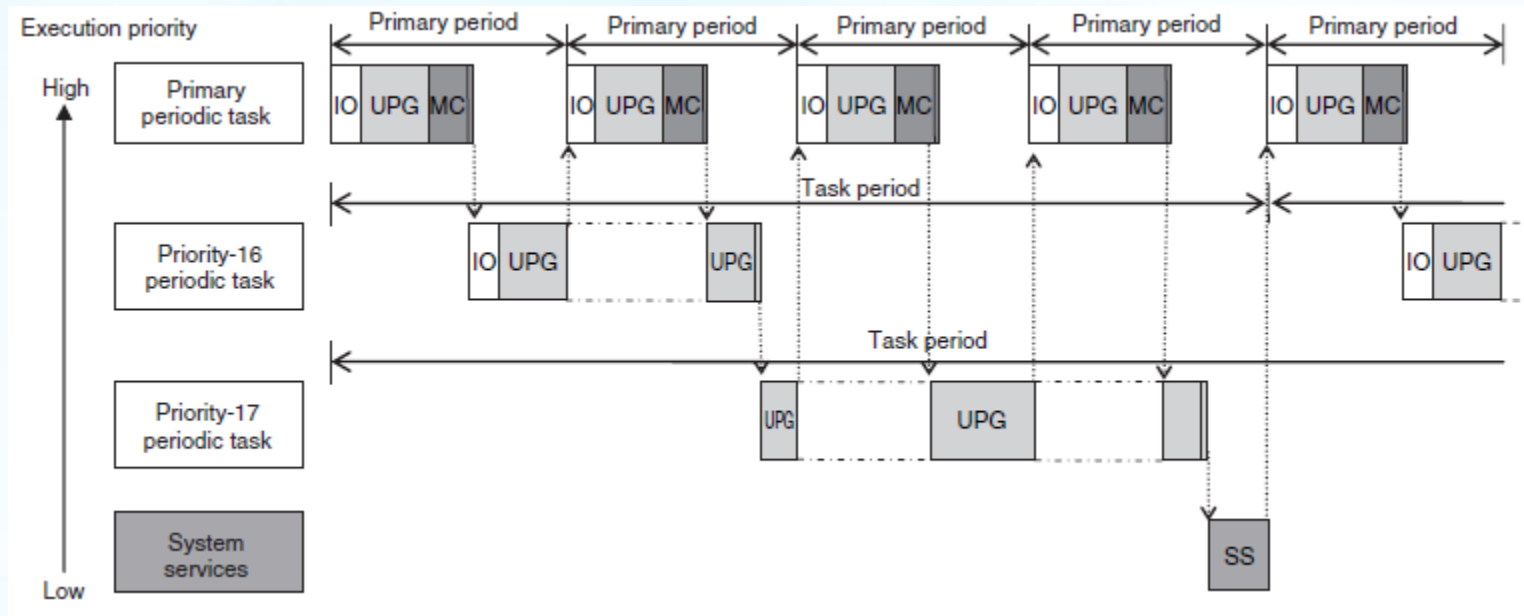 Execution priority
Primary period
Primary period
Primary period
Primary period
Primary period
High
Primary
periodic task
IO UPG MC
IO UPG MC
IO UPG MC
IO UPG MC
IO UPG MC
Task period
Priority-16
periodic task
IO UPG
UPG
IO UPG
Task period
Priority-17
periodic task
UPG
UPG
System
services
SS
Low